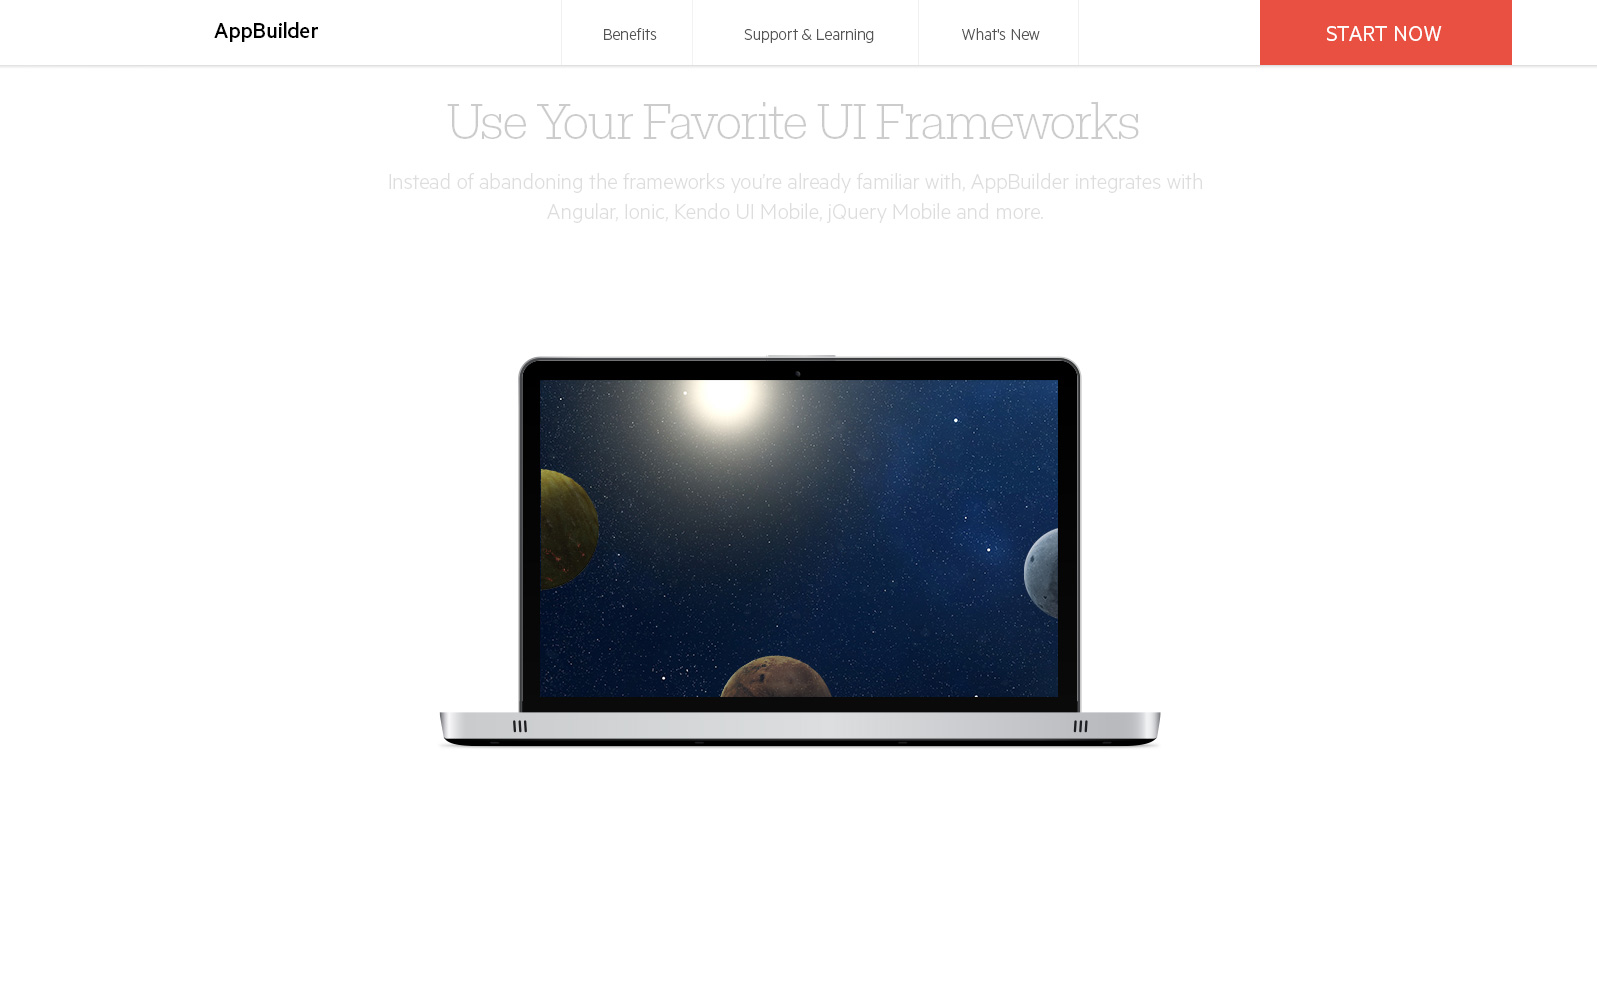 AppBuilder
Benefits
Support & Learning
What's New
START NOW
Use Your Favorite UI Frameworks
Instead of abandoning the frameworks you're already familiar with, AppBuilder integrates with
Angular, Ionic, Kendo UI Mobile, jQuery Mobile and more.